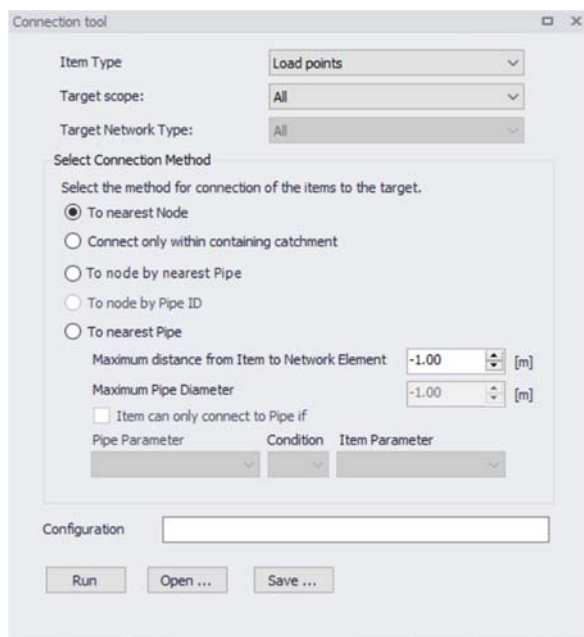 Connection tool
Item Type Load points
Target scope: All
Target Network Type: All
Select Connection Method
Select the method for connection of the items to the target.
To nearest Node
Connect only within containing catchment
To node by nearest Pipe
To node by Pipe ID
To nearest Pipe
Maximum distance from Item to Network Element -1.00 [m]
Maximum Pipe Diameter -1.00 [m]
Item can only connect to Pipe if
Pipe Parameter Condition Item Parameter
Configuration
Run Open ... Save ...